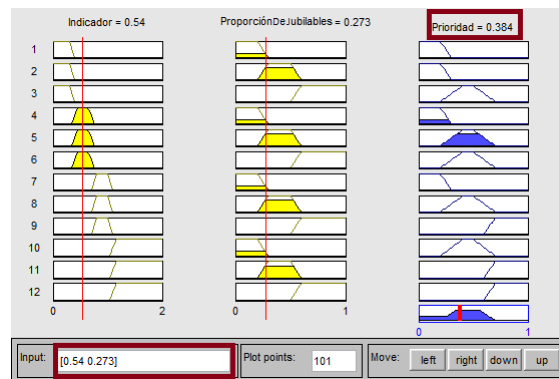 Indicador = 0.54
ProporciónDeJubilables = 0.273
Prioridad = 0.384
1
2
3
4
5
6
7
8
9
10
11
12
0 2
0 1
0 1
Input: [0.54 0.273]
Plot points: 101
Move: left right down up